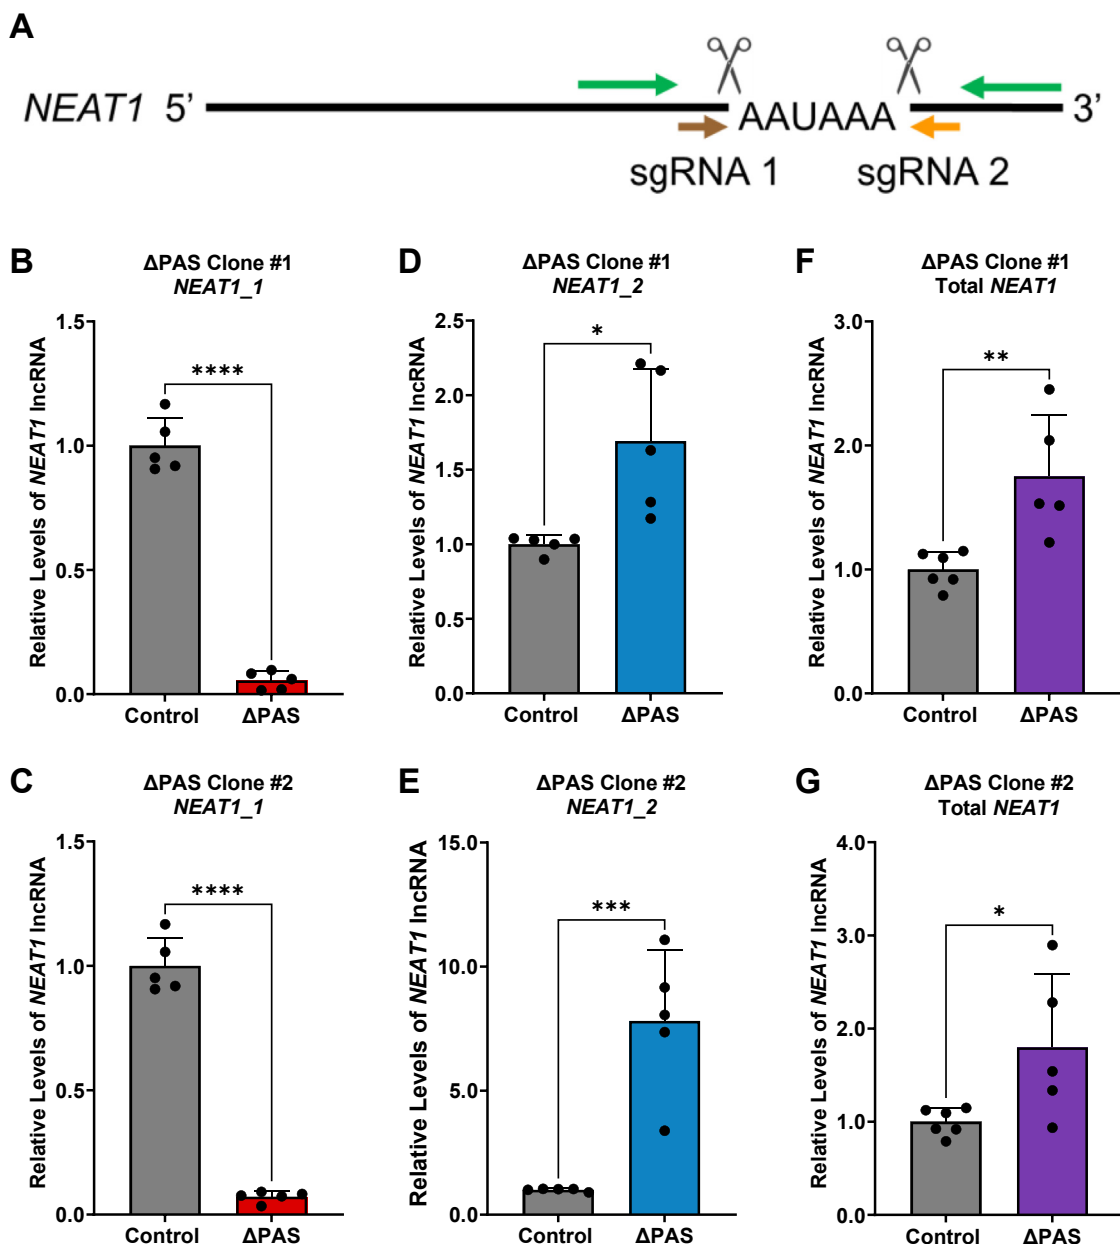 A
NEAT1 5’ AAUAAA 3’
sgRNA 1 sgRNA 2
B
ΔPAS Clone #1
NEAT1_1
Relative Levels of NEAT1 lncRNA
1.5
1.0
0.5
0.0
****
Control ΔPAS
D
ΔPAS Clone #1
NEAT1_2
Relative Levels of NEAT1 lncRNA
2.5
2.0
1.5
1.0
0.5
0.0
*
Control ΔPAS
F
ΔPAS Clone #1
Total NEAT1
Relative Levels of NEAT1 lncRNA
3.0
2.0
1.0
0.0
**
Control ΔPAS
C
ΔPAS Clone #2
NEAT1_1
Relative Levels of NEAT1 lncRNA
1.5
1.0
0.5
0.0
****
Control ΔPAS
E
ΔPAS Clone #2
NEAT1_2
Relative Levels of NEAT1 lncRNA
15.0
10.0
5.0
0.0
***
Control ΔPAS
G
ΔPAS Clone #2
Total NEAT1
Relative Levels of NEAT1 lncRNA
4.0
3.0
2.0
1.0
0.0
*
Control ΔPAS